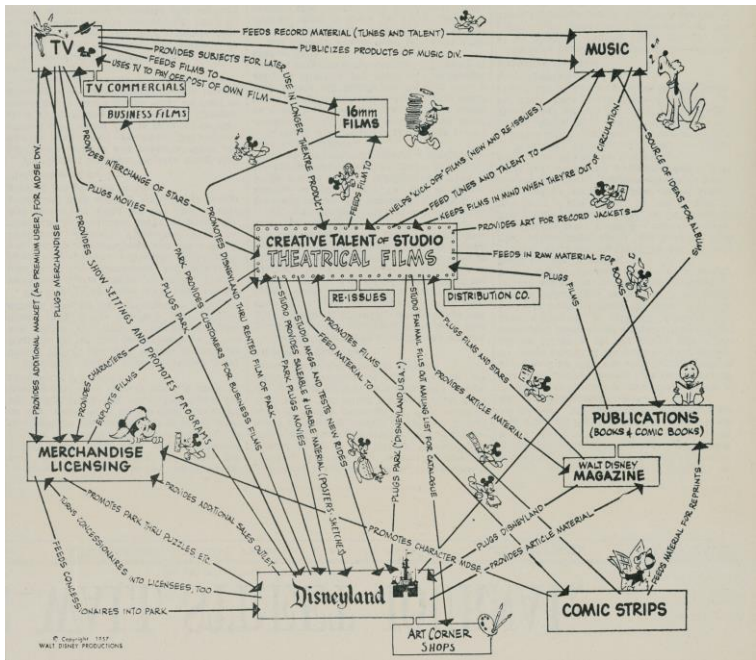 TV
TV COMMERCIALS
BUSINESS FILMS
FEEDS RECORD MATERIAL (TUNES AND TALENT)
PUBLICIZES PRODUCTS OF MUSIC DIV.
MUSIC
PROVIDES SUBJECTS FOR LATER USE IN LONGER THEATRE PRODUCT
FEEDS FILMS TO
USES TV TO PAY OFF COST OF OWN FILM
16mm
FILMS
FEEDS FILM TO
PROVIDES INTERCHANGE OF STARS
PLUGS MOVIES
PROMOTES DISNEYLAND THRU RENTED FILM OF PARK
HELPS "KICK OFF" FILMS (NEW AND RE-ISSUES)
FEED TUNES AND TALENT TO
KEEPS FILMS IN MIND WHEN THEY'RE OUT OF CIRCULATION
PROVIDES ART FOR RECORD JACKETS
SOURCE OF IDEAS FOR ALBUMS
CREATIVE TALENT OF STUDIO
THEATRICAL FILMS
RE-ISSUES
DISTRIBUTION CO.
FEEDS IN RAW MATERIAL FOR BOOKS
PLUGS FILMS
PROVIDES ADDITIONAL MARKET (AS PREMIUM USER) FOR MDSE. DIV.
PLUGS MERCHANDISE
PROVIDES SHOW SETTINGS AND PROMOTES PROGRAMS
PLUGS PARK
PARK PROVIDES CUSTOMERS FOR BUSINESS FILMS
PROVIDES CHARACTERS
EXPLOITS FILMS
STUDIO PROVIDES SALEABLE & USABLE MATERIAL (POSTERS-SKETCHES)
PARK PLUGS MOVIES
STUDIO MFGS AND TESTS NEW RIDES
PROMOTES FILMS
FEED MATERIAL TO
PLUGS PARK ("DISNEYLAND U.S.A.")
STUDIO FAN MAIL FILLS OUT MAILING LIST FOR CATALOGUE
PLUGS FILMS AND STARS
PROVIDES ARTICLE MATERIAL
PUBLICATIONS
(BOOKS & COMIC BOOKS)
WALT DISNEY
MAGAZINE
MERCHANDISE
LICENSING
PROVIDES ADDITIONAL SALES OUTLET
PROMOTES PARK THRU PUZZLES ETC.
TURNS CONCESSIONAIRES INTO LICENSEES, TOO
FEEDS CONCESSIONAIRES INTO PARK
PROMOTES CHARACTER MDSE.
PLUGS DISNEYLAND
PROVIDES ARTICLE MATERIAL
FEEDS MATERIAL FOR REPRINTS
Disneyland
ART CORNER
SHOPS
COMIC STRIPS
© Copyright 1957
WALT DISNEY PRODUCTIONS